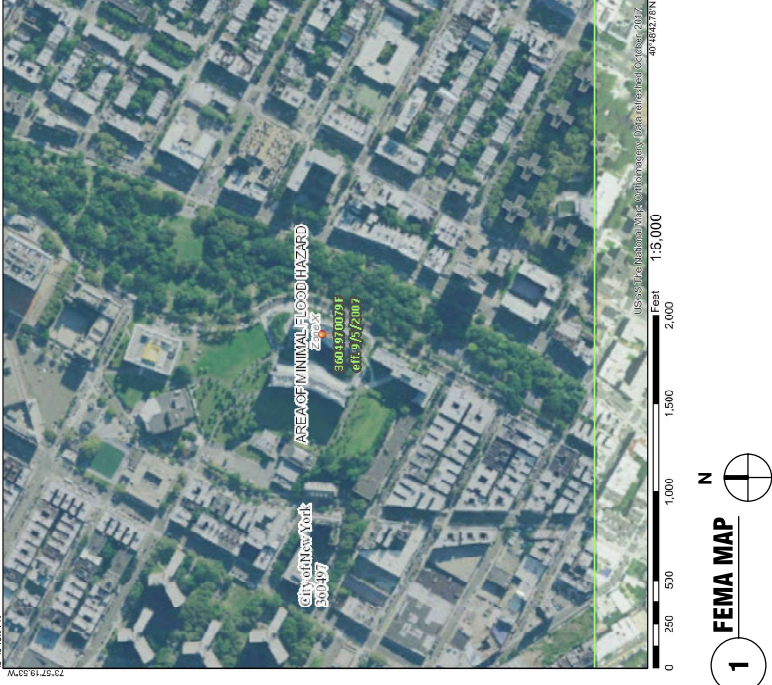 AREA OF MINIMAL FLOOD HAZARD
Zone X
3604970079F
eff. 9/5/2007
City of New York
360497
USGS The National Map: Orthoimagery. Data refreshed October, 2017.
40°48'42.78"N
73°57'19.53"W
0 250 500 1,000 1,500 2,000
Feet
1:6,000
N
1
FEMA MAP